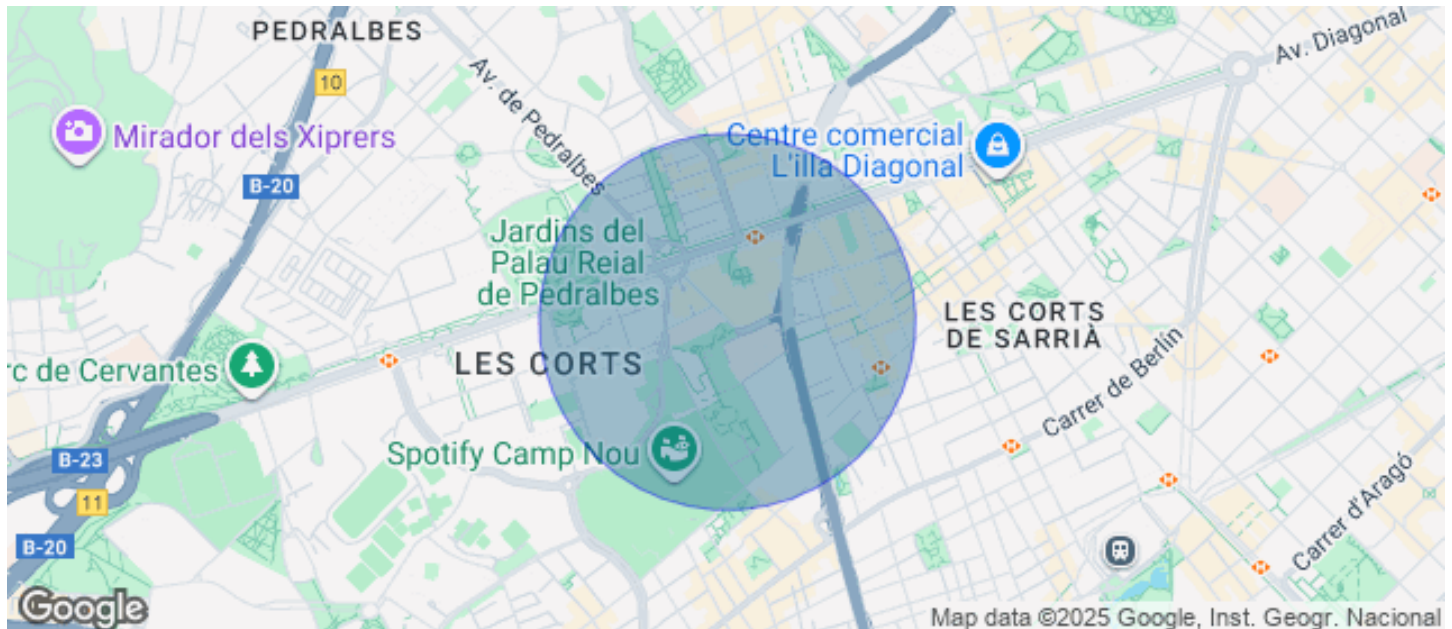 PEDRALBES
10
Av. de Pedralbes
Av. Diagonal
Mirador dels Xiprers
Centre comercial
L'illa Diagonal
B-20
Jardins del
Palau Reial
de Pedralbes
LES CORTS
DE SARRIÀ
LES CORTS
rc de Cervantes
Carrer de Berlin
Spotify Camp Nou
B-23
11
Carrer d'Aragó
B-20
Google
Map data ©2025 Google, Inst. Geogr. Nacional